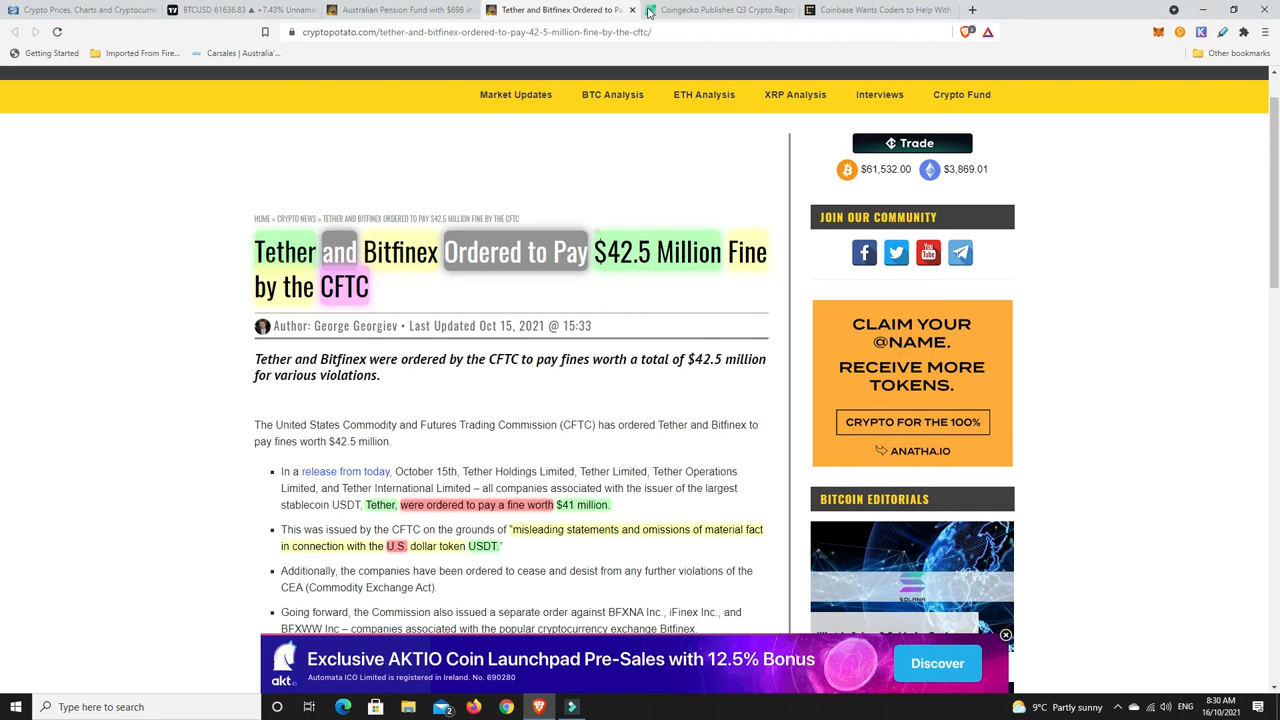 Crypto Prices, Charts and Cryptocurr
BTCUSD 61636.83 ▲ +7.43% Unnam
Australian Pension Fund with $698 in
Tether and Bitfinex Ordered to Pa
Coingecko Publishes Q3 Crypto Repor
Coinbase Wants Coders to Help With
cryptopotato.com/tether-and-bitfinex-ordered-to-pay-42-5-million-fine-by-the-cftc/
Getting Started
Imported From Fire...
Carsales | Australia'...
Other bookmarks
Market Updates
BTC Analysis
ETH Analysis
XRP Analysis
Interviews
Crypto Fund
Trade
$61,532.00
$3,869.01
HOME » CRYPTO NEWS » TETHER AND BITFINEX ORDERED TO PAY $42.5 MILLION FINE BY THE CFTC
Tether and Bitfinex Ordered to Pay $42.5 Million Fine
by the CFTC
Author: George Georgiev • Last Updated Oct 15, 2021 @ 15:33
Tether and Bitfinex were ordered by the CFTC to pay fines worth a total of $42.5 million
for various violations.
The United States Commodity and Futures Trading Commission (CFTC) has ordered Tether and Bitfinex to
pay fines worth $42.5 million.
In a release from today, October 15th, Tether Holdings Limited, Tether Limited, Tether Operations
Limited, and Tether International Limited – all companies associated with the issuer of the largest
stablecoin USDT, Tether, were ordered to pay a fine worth $41 million.
This was issued by the CFTC on the grounds of "misleading statements and omissions of material fact
in connection with the U.S. dollar token USDT."
Additionally, the companies have been ordered to cease and desist from any further violations of the
CEA (Commodity Exchange Act).
Going forward, the Commission also issued a separate order against BFXNA Inc., iFinex Inc., and
BFXWW Inc – companies associated with the popular cryptocurrency exchange Bitfinex.
JOIN OUR COMMUNITY
You
Tube
CLAIM YOUR
@NAME.
RECEIVE MORE
TOKENS.
CRYPTO FOR THE 100%
ANATHA.IO
BITCOIN EDITORIALS
SOLANA
akt
Exclusive AKTIO Coin Launchpad Pre-Sales with 12.5% Bonus
Automata ICO Limited is registered in Ireland. No. 690280
Discover
Type here to search
2
9°C Partly sunny
8:30 AM
16/10/2021